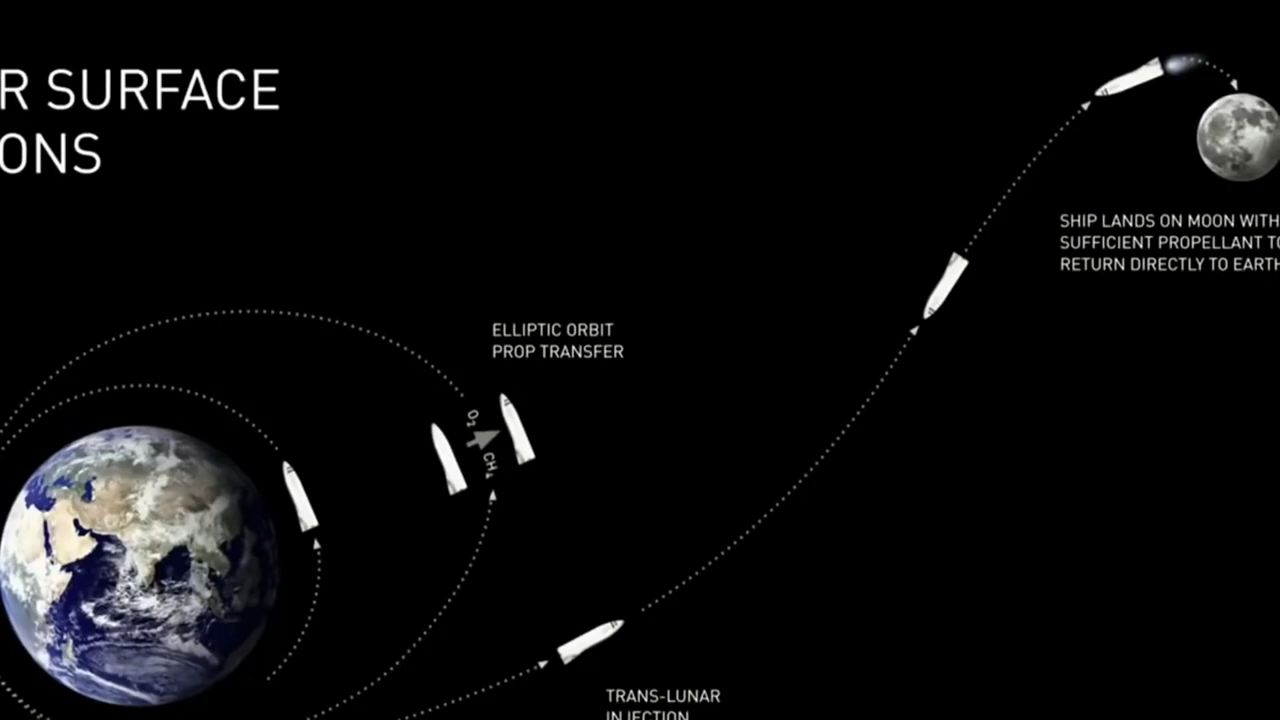 R SURFACE
ONS
SHIP LANDS ON MOON WITH
SUFFICIENT PROPELLANT TO
RETURN DIRECTLY TO EARTH
ELLIPTIC ORBIT
PROP TRANSFER
O₂
CH₄
TRANS-LUNAR
INJECTION